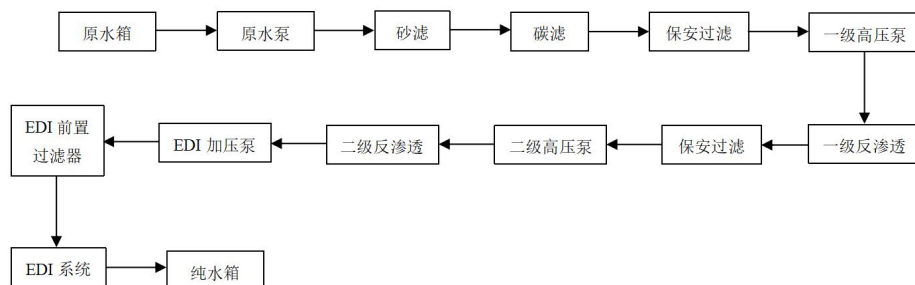 原水箱
原水泵
砂滤
碳滤
保安过滤
一级高压泵
一级反渗透
保安过滤
二级高压泵
二级反渗透
EDI 加压泵
EDI 前置
过滤器
EDI 系统
纯水箱